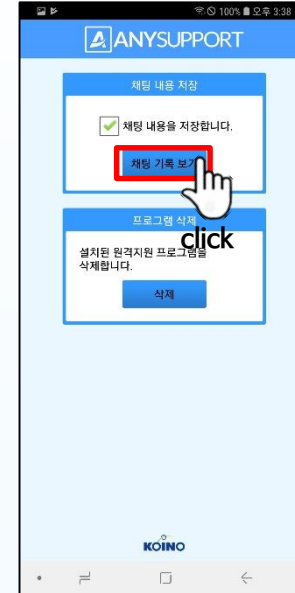 100% 오후 3:38
ANYSUPPORT
채팅 내용 저장
채팅 내용을 저장합니다.
채팅 기록 보기
click
프로그램 삭제
설치된 원격지원 프로그램을
삭제합니다.
삭제
KOINO